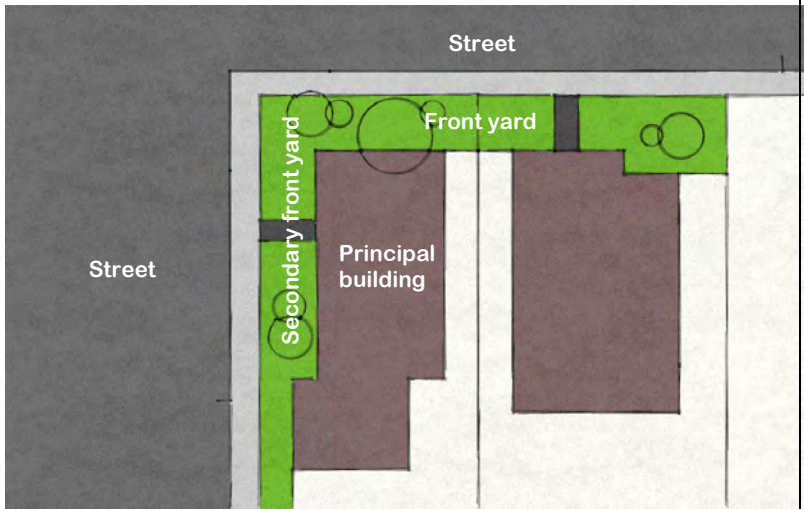 Street
Front yard
Secondary front yard
Principal
building
Street